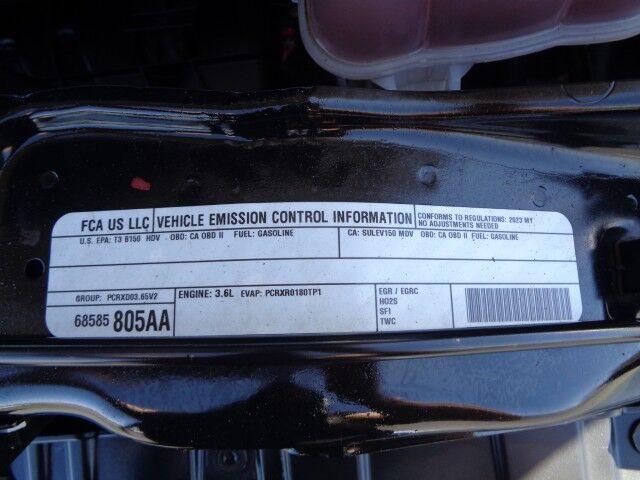 FCA US LLC VEHICLE EMISSION CONTROL INFORMATION
CONFORMS TO REGULATIONS: 2023 MY
NO ADJUSTMENTS NEEDED
U.S. EPA: T3 B150 HDV . OBD: CA OBD II FUEL: GASOLINE
CA: SULEV150 MDV . OBD: CA OBD II FUEL: GASOLINE
GROUP: PCRXD03.65V2
68585 805AA
ENGINE: 3.6L EVAP: PCRXR0180TP1
EGR / EGRC
HO2S
SFI
TWC